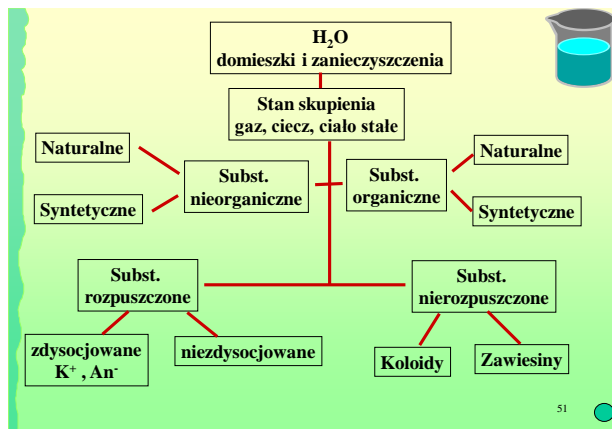 H₂O
domieszki i zanieczyszczenia
Stan skupienia
gaz, ciecz, ciało stałe
Naturalne
Naturalne
Subst.
nieorganiczne
Subst.
organiczne
Syntetyczne
Syntetyczne
Subst.
rozpuszczone
Subst.
nierozpuszczone
zdysocjowane
K⁺ , An⁻
niezdysocjowane
Koloidy
Zawiesiny
51